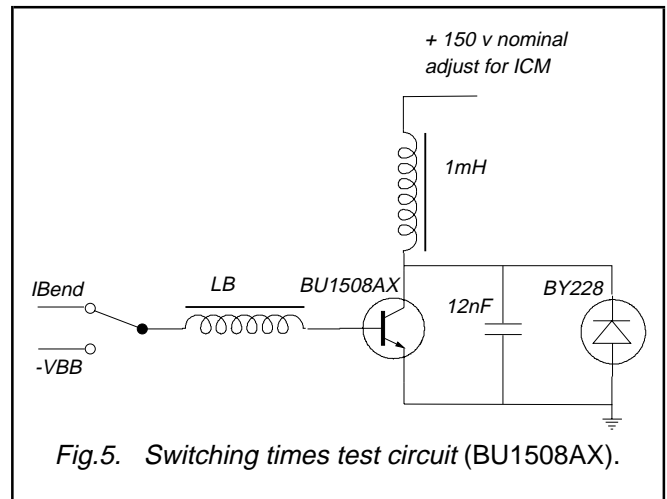 + 150 v nominal
adjust for ICM
1mH
IBend
LB
BU1508AX
12nF
BY228
-VBB
Fig.5. Switching times test circuit (BU1508AX).